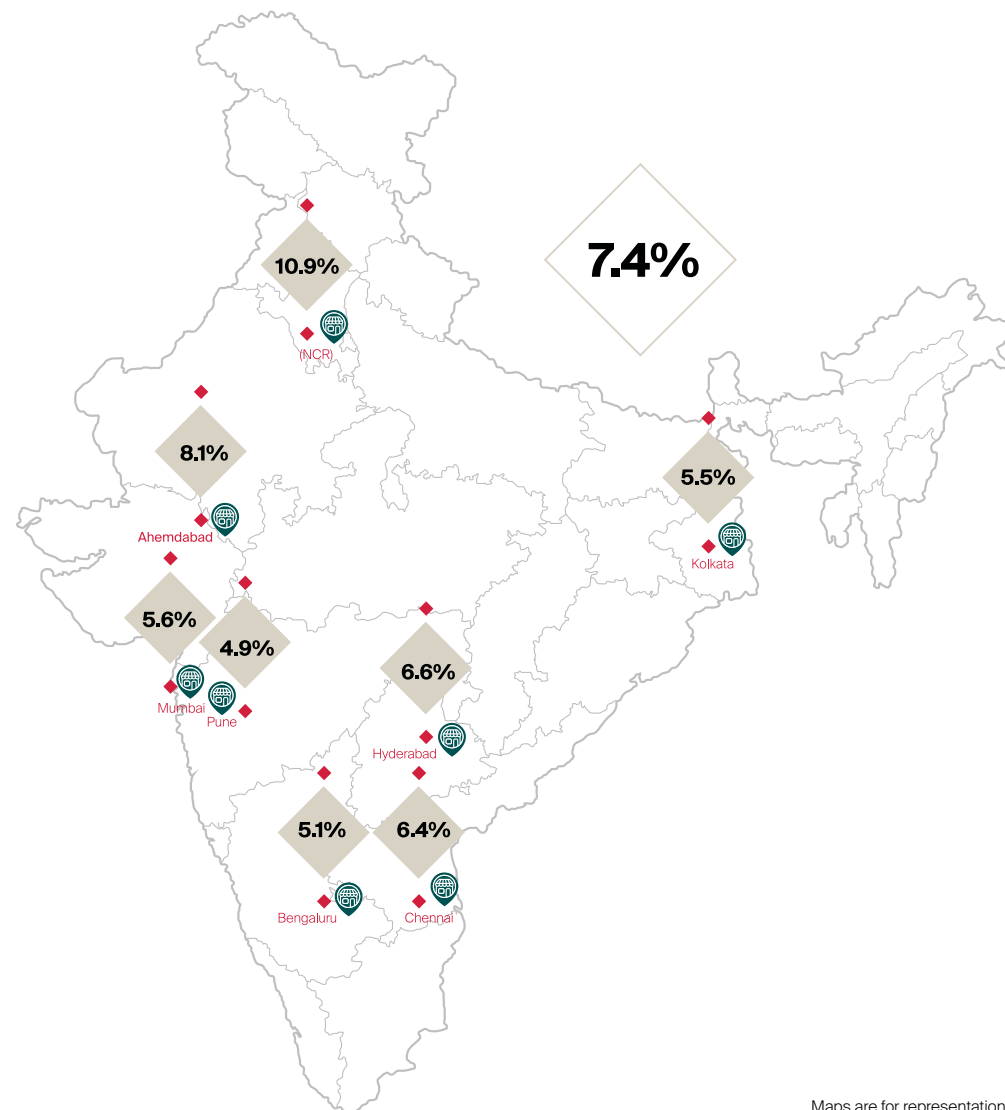 7.4%
10.9%
(NCR)
8.1%
Ahemdabad
5.5%
Kolkata
5.6%
Mumbai
4.9%
Pune
6.6%
Hyderabad
5.1%
Bengaluru
6.4%
Chennai
Maps are for representation